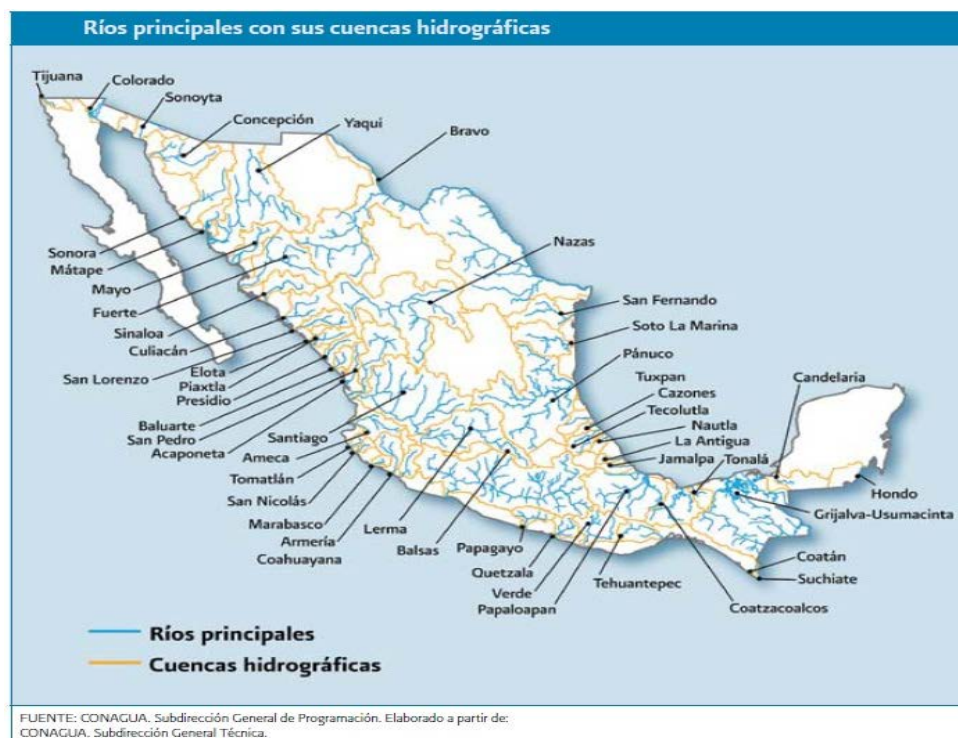 Ríos principales con sus cuencas hidrográficas
Tijuana
Colorado
Sonoyta
Concepción
Yaqui
Bravo
Sonora
Mátape
Mayo
Fuerte
Sinaloa
Culiacán
San Lorenzo
Elota
Piaxtla
Presidio
Baluarte
San Pedro
Acaponeta
Santiago
Ameca
Tomatlán
San Nicolás
Marabasco
Armería
Coahuayana
Lerma
Balsas
Papagayo
Quetzala
Verde
Papaloapan
Tehuantepec
Coatzacoalcos
Nazas
San Fernando
Soto La Marina
Pánuco
Tuxpan
Cazones
Tecolutla
Nautla
La Antigua
Jamalpa
Tonalá
Candelaria
Hondo
Grijalva-Usumacinta
Coatán
Suchiate
Ríos principales
Cuencas hidrográficas
FUENTE: CONAGUA. Subdirección General de Programación. Elaborado a partir de:
CONAGUA. Subdirección General Técnica.